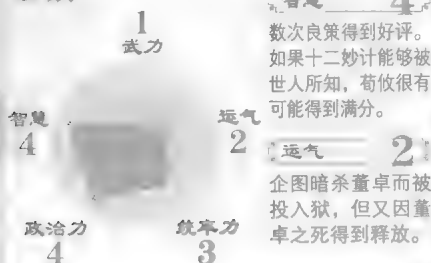 1
武力
智慧
4
运气
2
政治力
4
统率力
3
智慧 4
数次良策得到好评。
如果十二妙计能够被
世人所知，荀攸很有
可能得到满分。
运气 2
企图暗杀董卓而被
投入狱，但又因董
卓之死得到释放。